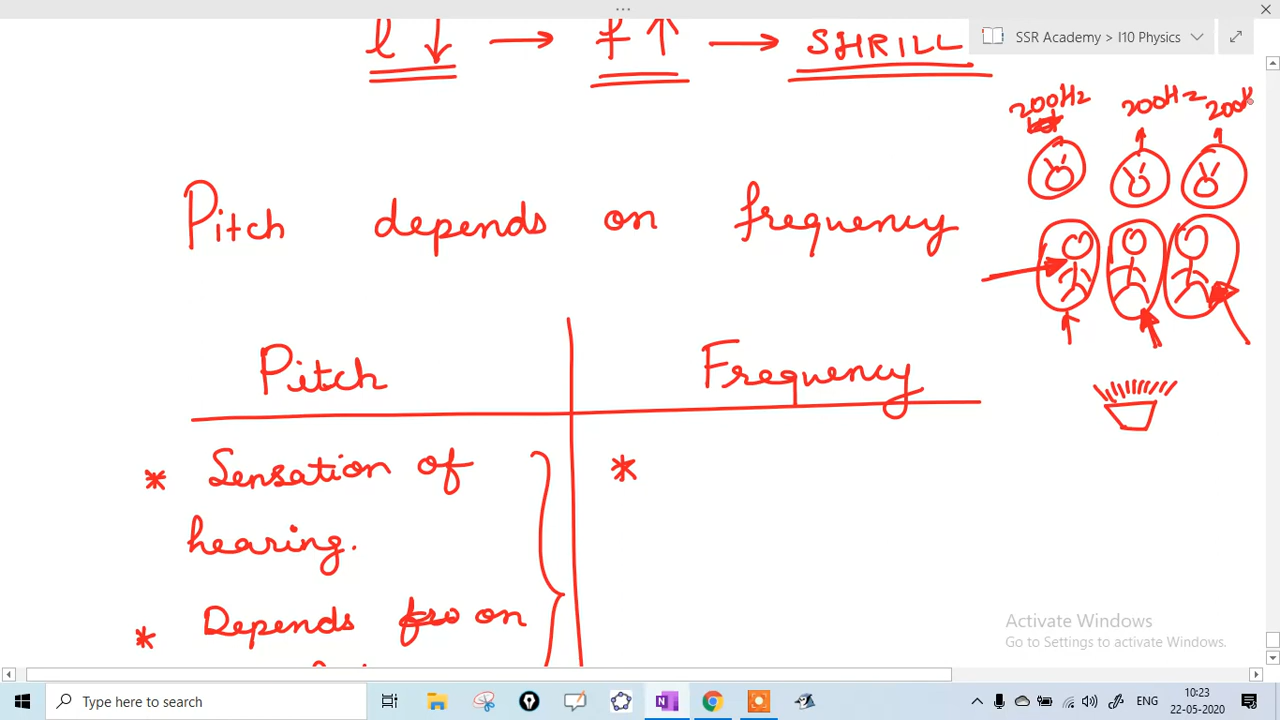 ...
SSR Academy > I10 Physics
l ↓ → f ↑ → SHRILL
200Hz 200Hz 200H
Pitch depends on frequency
Pitch Frequency
* Sensation of *
hearing.
* Depends on
Activate Windows
Go to Settings to activate Windows.
Type here to search
ENG
10:23
22-05-2020